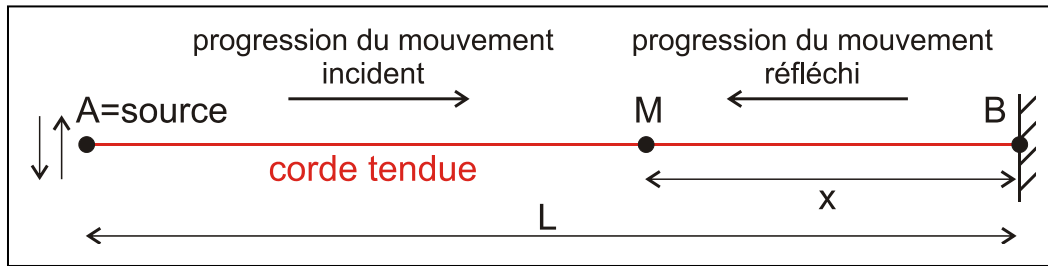 progression du mouvement
incident
progression du mouvement
réfléchi
A=source
M
B
corde tendue
x
L